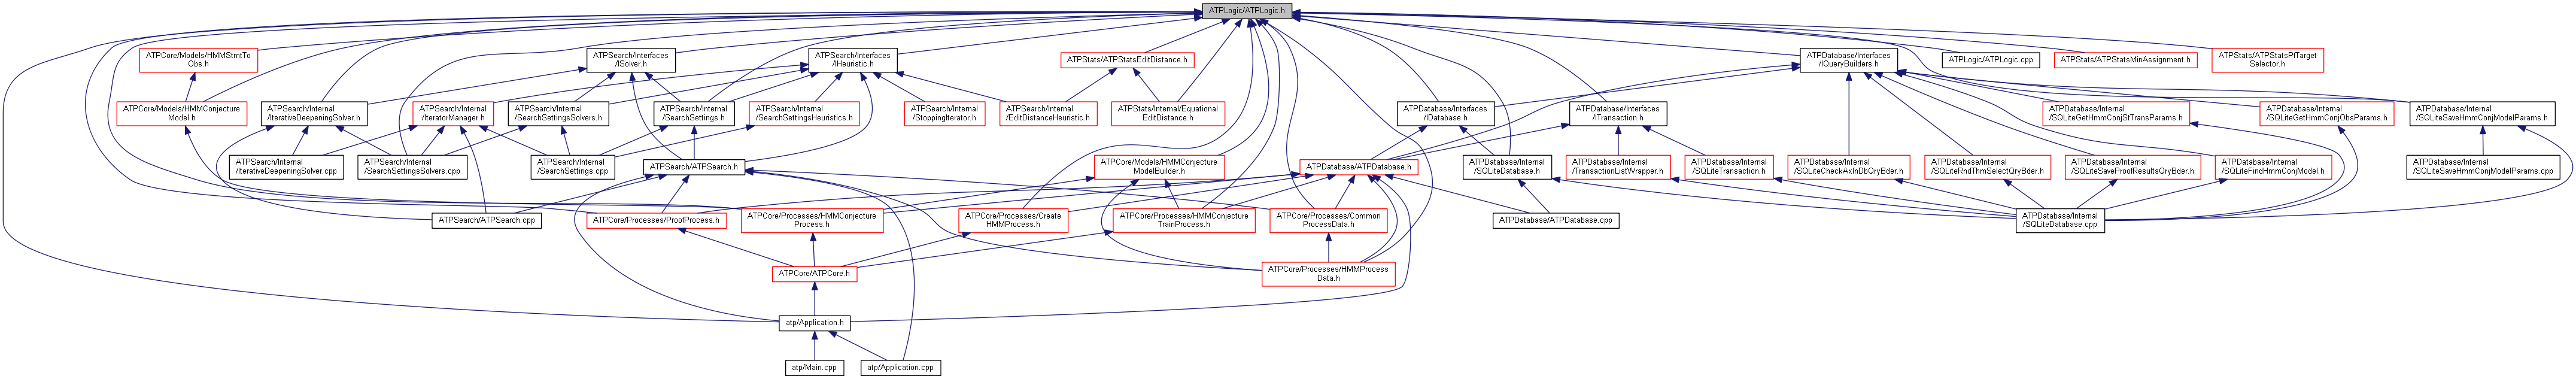 ATPLogic/ATPLogic.h
ATPCore/Models/HMMStmtTo
Obs.h
ATPSearch/Interfaces
/ISolver.h
ATPSearch/Interfaces
/IHeuristic.h
ATPStats/ATPStatsEditDistance.h
ATPDatabase/Interfaces
/IQueryBuilders.h
ATPLogic/ATPLogic.cpp
ATPStats/ATPStatsMinAssignment.h
ATPStats/ATPStatsPfTarget
Selector.h
ATPCore/Models/HMMConjecture
Model.h
ATPSearch/Internal
/IterativeDeepeningSolver.h
ATPSearch/Internal
/IteratorManager.h
ATPSearch/Internal
/SearchSettingsSolvers.h
ATPSearch/Internal
/SearchSettings.h
ATPSearch/Internal
/SearchSettingsHeuristics.h
ATPSearch/Internal
/StoppingIterator.h
ATPSearch/Internal
/EditDistanceHeuristic.h
ATPStats/Internal/Equational
EditDistance.h
ATPDatabase/Interfaces
/IDatabase.h
ATPDatabase/Interfaces
/ITransaction.h
ATPDatabase/Internal
/SQLiteGetHmmConjStTransParams.h
ATPDatabase/Internal
/SQLiteGetHmmConjObsParams.h
ATPDatabase/Internal
/SQLiteSaveHmmConjModelParams.h
ATPSearch/Internal
/IterativeDeepeningSolver.cpp
ATPSearch/Internal
/SearchSettingsSolvers.cpp
ATPSearch/Internal
/SearchSettings.cpp
ATPSearch/ATPSearch.h
ATPCore/Models/HMMConjecture
ModelBuilder.h
ATPDatabase/ATPDatabase.h
ATPDatabase/Internal
/SQLiteDatabase.h
ATPDatabase/Internal
/TransactionListWrapper.h
ATPDatabase/Internal
/SQLiteTransaction.h
ATPDatabase/Internal
/SQLiteCheckAxInDbQryBder.h
ATPDatabase/Internal
/SQLiteRndThmSelectQryBder.h
ATPDatabase/Internal
/SQLiteSaveProofResultsQryBder.h
ATPDatabase/Internal
/SQLiteFindHmmConjModel.h
ATPDatabase/Internal
/SQLiteSaveHmmConjModelParams.cpp
ATPSearch/ATPSearch.cpp
ATPCore/Processes/ProofProcess.h
ATPCore/Processes/HMMConjecture
Process.h
ATPCore/Processes/Create
HMMProcess.h
ATPCore/Processes/HMMConjecture
TrainProcess.h
ATPCore/Processes/Common
ProcessData.h
ATPDatabase/ATPDatabase.cpp
ATPDatabase/Internal
/SQLiteDatabase.cpp
ATPCore/ATPCore.h
ATPCore/Processes/HMMProcess
Data.h
atp/Application.h
atp/Main.cpp
atp/Application.cpp